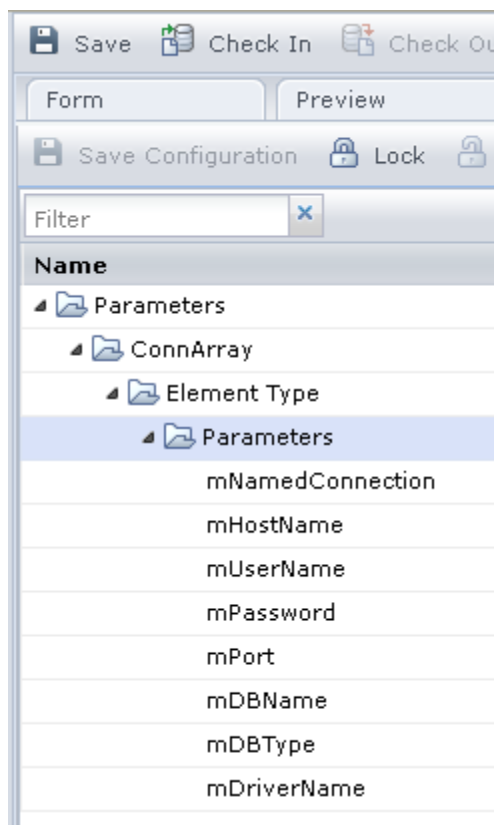 Save Check In Check Ou
Form Preview
Save Configuration Lock
Filter
Name
Parameters
ConnArray
Element Type
Parameters
mNamedConnection
mHostName
mUserName
mPassword
mPort
mDBName
mDBType
mDriverName